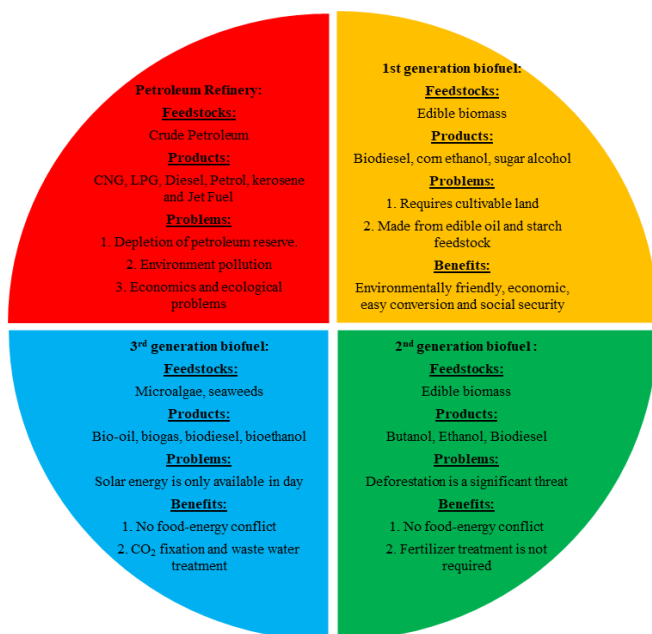 Petroleum Refinery:
Feedstocks:
Crude Petroleum
Products:
CNG, LPG, Diesel, Petrol, kerosene
and Jet Fuel
Problems:
1. Depletion of petroleum reserve.
2. Environment pollution
3. Economics and ecological
problems
1st generation biofuel:
Feedstocks:
Edible biomass
Products:
Biodiesel, corn ethanol, sugar alcohol
Problems:
1. Requires cultivable land
2. Made from edible oil and starch
feedstock
Benefits:
Environmentally friendly, economic,
easy conversion and social security
3rd generation biofuel:
Feedstocks:
Microalgae, seaweeds
Products:
Bio-oil, biogas, biodiesel, bioethanol
Problems:
Solar energy is only available in day
Benefits:
1. No food-energy conflict
2. CO₂ fixation and waste water
treatment
2nd generation biofuel :
Feedstocks:
Edible biomass
Products:
Butanol, Ethanol, Biodiesel
Problems:
Deforestation is a significant threat
Benefits:
1. No food-energy conflict
2. Fertilizer treatment is not
required